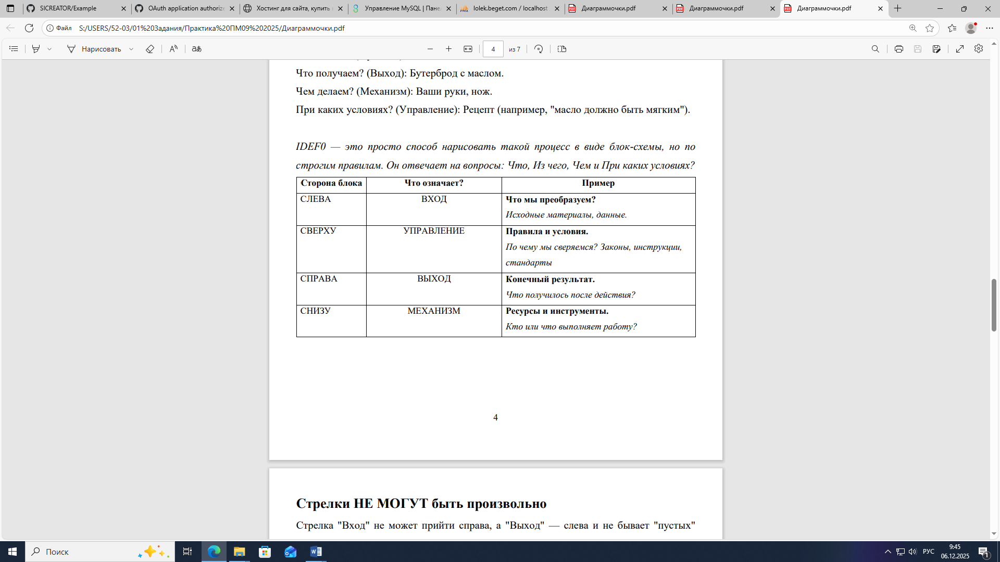 SICREATOR/Example
OAuth application authorize
Хостинг для сайта, купить
Управление MySQL | Пане
lolek.beget.com / localhost
Диаграммочки.pdf
Диаграммочки.pdf
Диаграммочки.pdf
Файл
S:/USERS/52-03/01%20Задания/Практика%20ПМ09%202025/Диаграммочки.pdf
Нарисовать
4
из 7
Что получаем? (Выход): Бутерброд с маслом.
Чем делаем? (Механизм): Ваши руки, нож.
При каких условиях? (Управление): Рецепт (например, "масло должно быть мягким").
IDEF0 — это просто способ нарисовать такой процесс в виде блок-схемы, но по
строгим правилам. Он отвечает на вопросы: Что, Из чего, Чем и При каких условиях?
Сторона блока
Что означает?
Пример
СЛЕВА
ВХОД
Что мы преобразуем?
Исходные материалы, данные.
СВЕРХУ
УПРАВЛЕНИЕ
Правила и условия.
По чему мы сверяемся? Законы, инструкции,
стандарты
СПРАВА
ВЫХОД
Конечный результат.
Что получилось после действия?
СНИЗУ
МЕХАНИЗМ
Ресурсы и инструменты.
Кто или что выполняет работу?
4
Стрелки НЕ МОГУТ быть произвольно
Стрелка "Вход" не может прийти справа, а "Выход" — слева и не бывает "пустых"
Поиск
РУС
9:45
06.12.2025
1